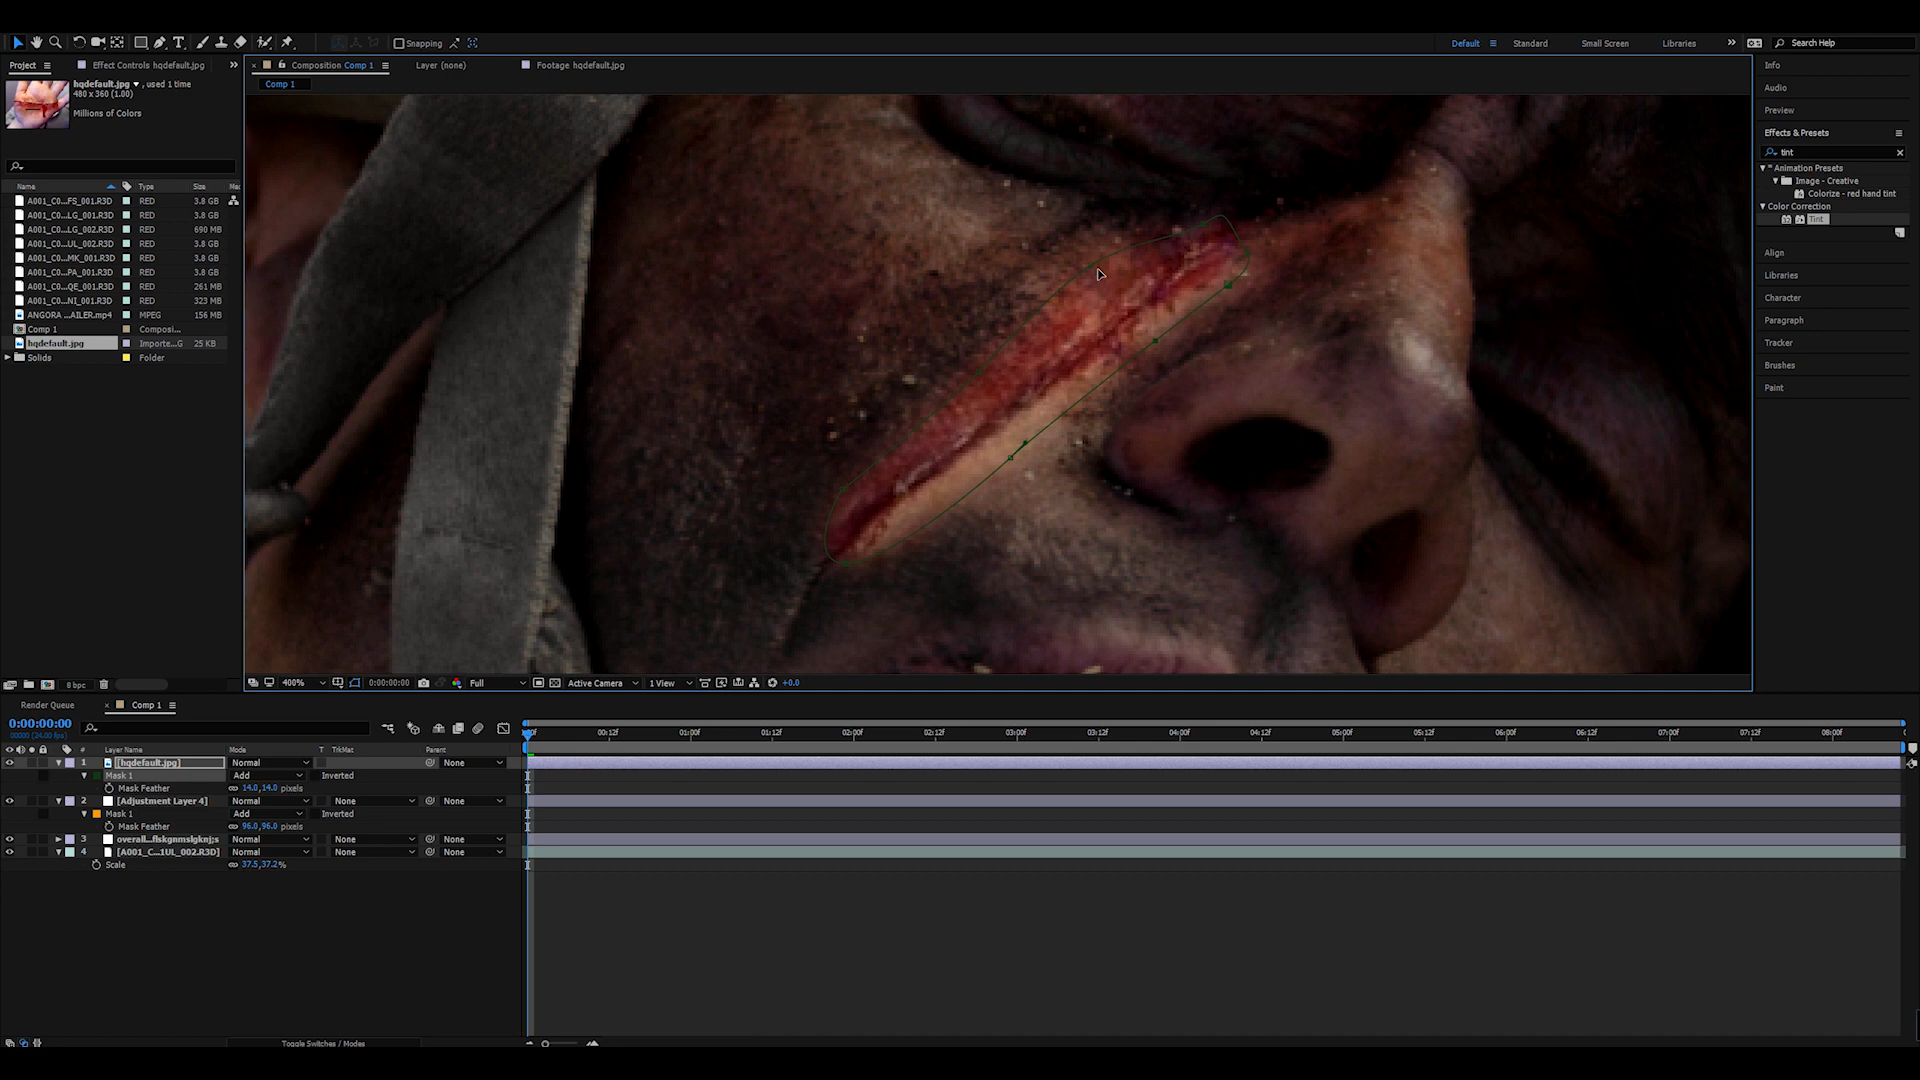 Snapping
Default
Standard
Small Screen
Libraries
Search Help
Project
Effect Controls hqdefault.jpg
Composition Comp 1
Layer (none)
Footage hqdefault.jpg
Info
hqdefault.jpg, used 1 time
480 x 360 (1.00)
Comp 1
Audio
Millions of Colors
Preview
Effects & Presets
tint
Animation Presets
Image - Creative
Colorize - red hand tint
Color Correction
Tint
Name Type Size
A001_C0...FS_001.R3D RED 3.8 GB
A001_C0...LG_001.R3D RED 3.8 GB
A001_C0...LG_002.R3D RED 690 MB
A001_C0...UL_002.R3D RED 3.8 GB
A001_C0...MK_001.R3D RED 3.8 GB
A001_C0...PA_001.R3D RED 3.8 GB
A001_C0...QE_001.R3D RED 261 MB
A001_C0...NI_001.R3D RED 323 MB
ANGORA ...AILER.mp4 MPEG 156 MB
Comp 1 Composi...
hqdefault.jpg Importe...G 25 KB
Solids Folder
Align
Libraries
Character
Paragraph
Tracker
Brushes
Paint
8 bpc
400%
0:00:00:00
Full
Active Camera
1 View
+0.0
Render Queue
Comp 1
0:00:00:00
00000 (24.00 fps)
00:12f 01:00f 01:12f 02:00f 02:12f 03:00f 03:12f 04:00f 04:12f 05:00f 05:12f 06:00f 06:12f 07:00f 07:12f 08:00f
# Layer Name Mode T TrkMat Parent
1 [hqdefault.jpg] Normal None
Mask 1 Add Inverted
Mask Feather 14.0,14.0 pixels
2 [Adjustment Layer 4] Normal None None
Mask 1 Add Inverted
Mask Feather 96.0,96.0 pixels
3 overall...flskgnmslgknj;s Normal None None
4 [A001_C...1UL_002.R3D] Normal None None
Scale 37.5,37.2%
Toggle Switches / Modes